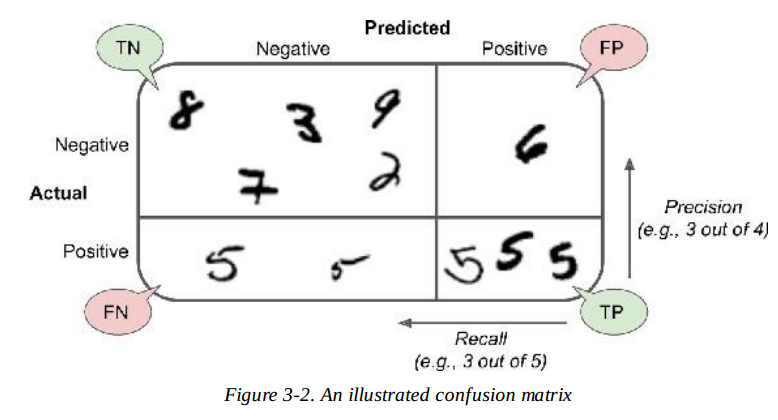 Predicted
TN Negative Positive FP
8 3 9
Negative 6
7 2
Actual
Precision
(e.g., 3 out of 4)
Positive 5 5 5 5 5
FN TP
Recall
(e.g., 3 out of 5)
Figure 3-2. An illustrated confusion matrix